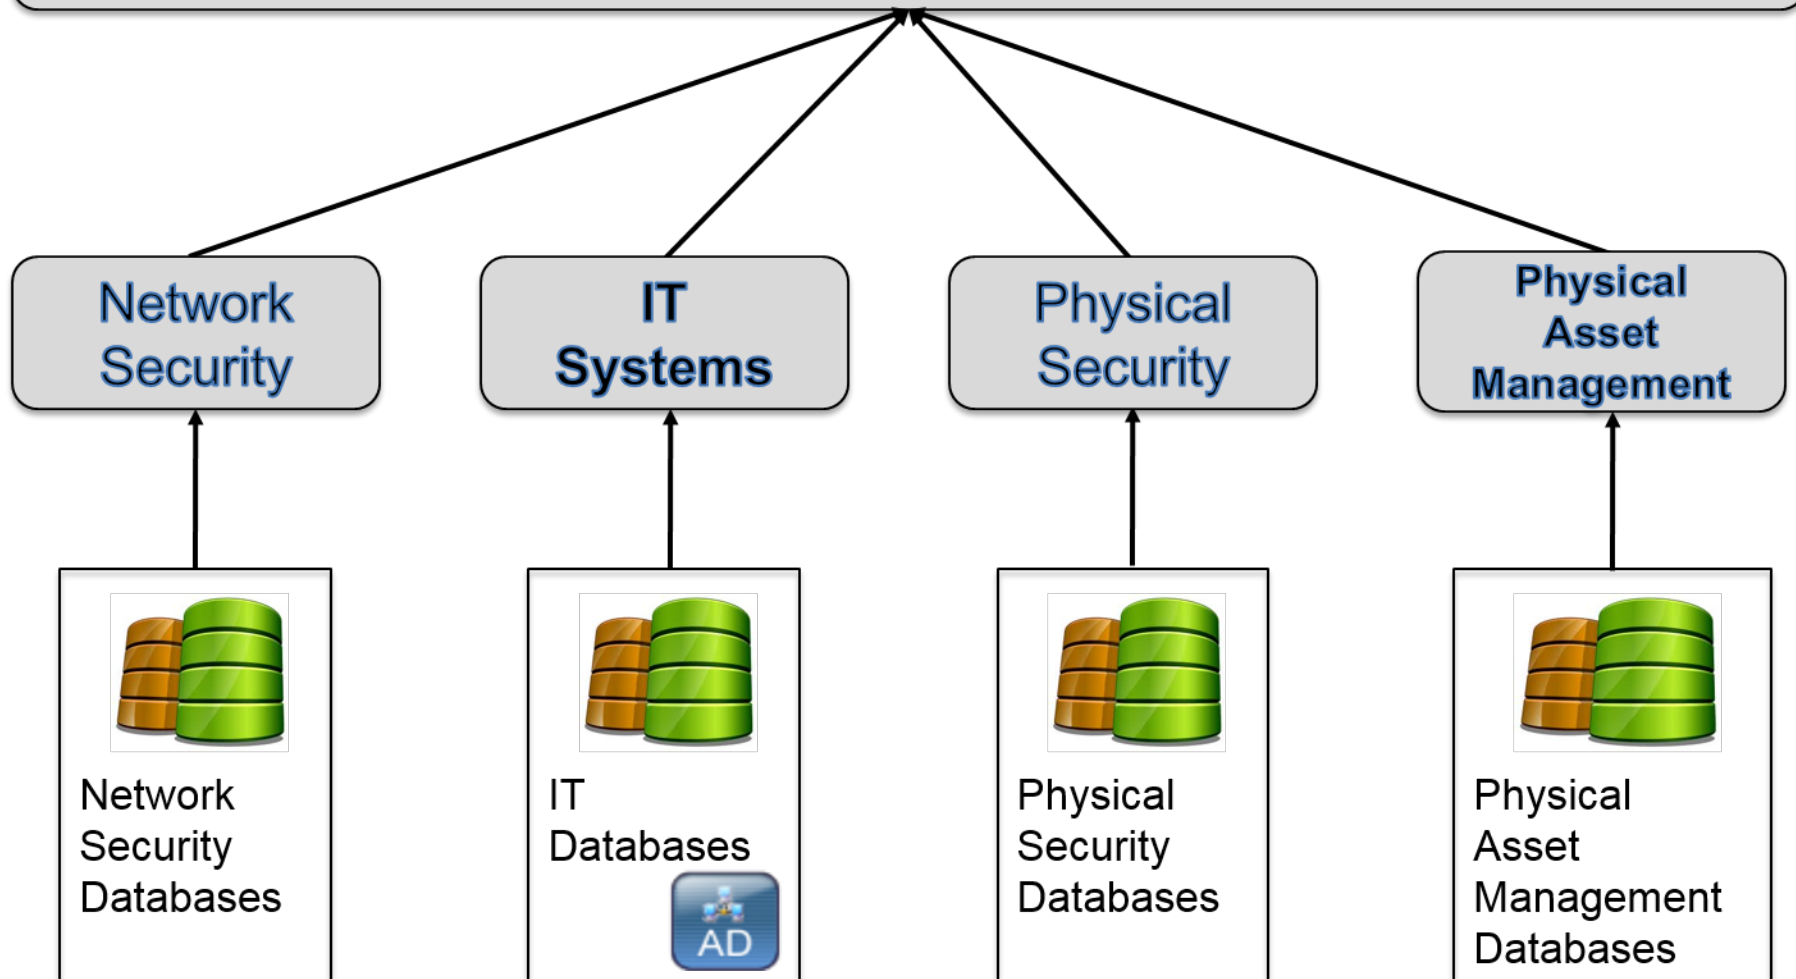 Network
Security
IT
Systems
Physical
Security
Physical
Asset
Management
Network
Security
Databases
IT
Databases
AD
Physical
Security
Databases
Physical
Asset
Management
Databases